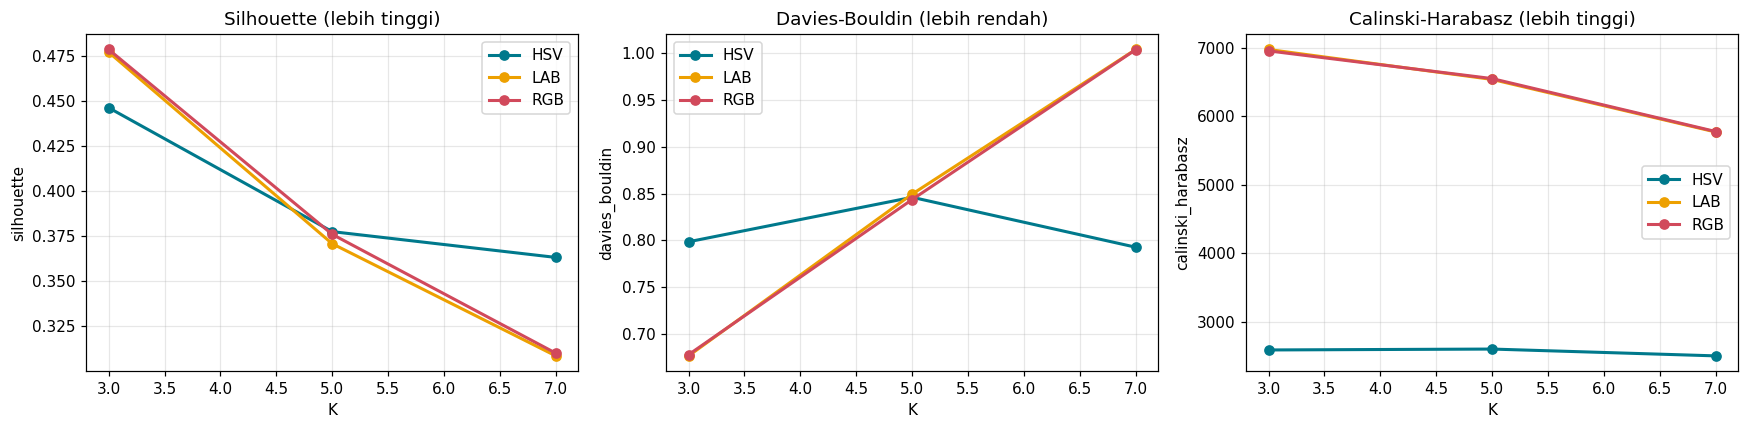 Silhouette (lebih tinggi)
silhouette
0.475
0.450
0.425
0.400
0.375
0.350
0.325
HSV
LAB
RGB
3.0 3.5 4.0 4.5 5.0 5.5 6.0 6.5 7.0
K
Davies-Bouldin (lebih rendah)
davies_bouldin
1.00
0.95
0.90
0.85
0.80
0.75
0.70
HSV
LAB
RGB
3.0 3.5 4.0 4.5 5.0 5.5 6.0 6.5 7.0
K
Calinski-Harabasz (lebih tinggi)
calinski_harabasz
7000
6000
5000
4000
3000
HSV
LAB
RGB
3.0 3.5 4.0 4.5 5.0 5.5 6.0 6.5 7.0
K